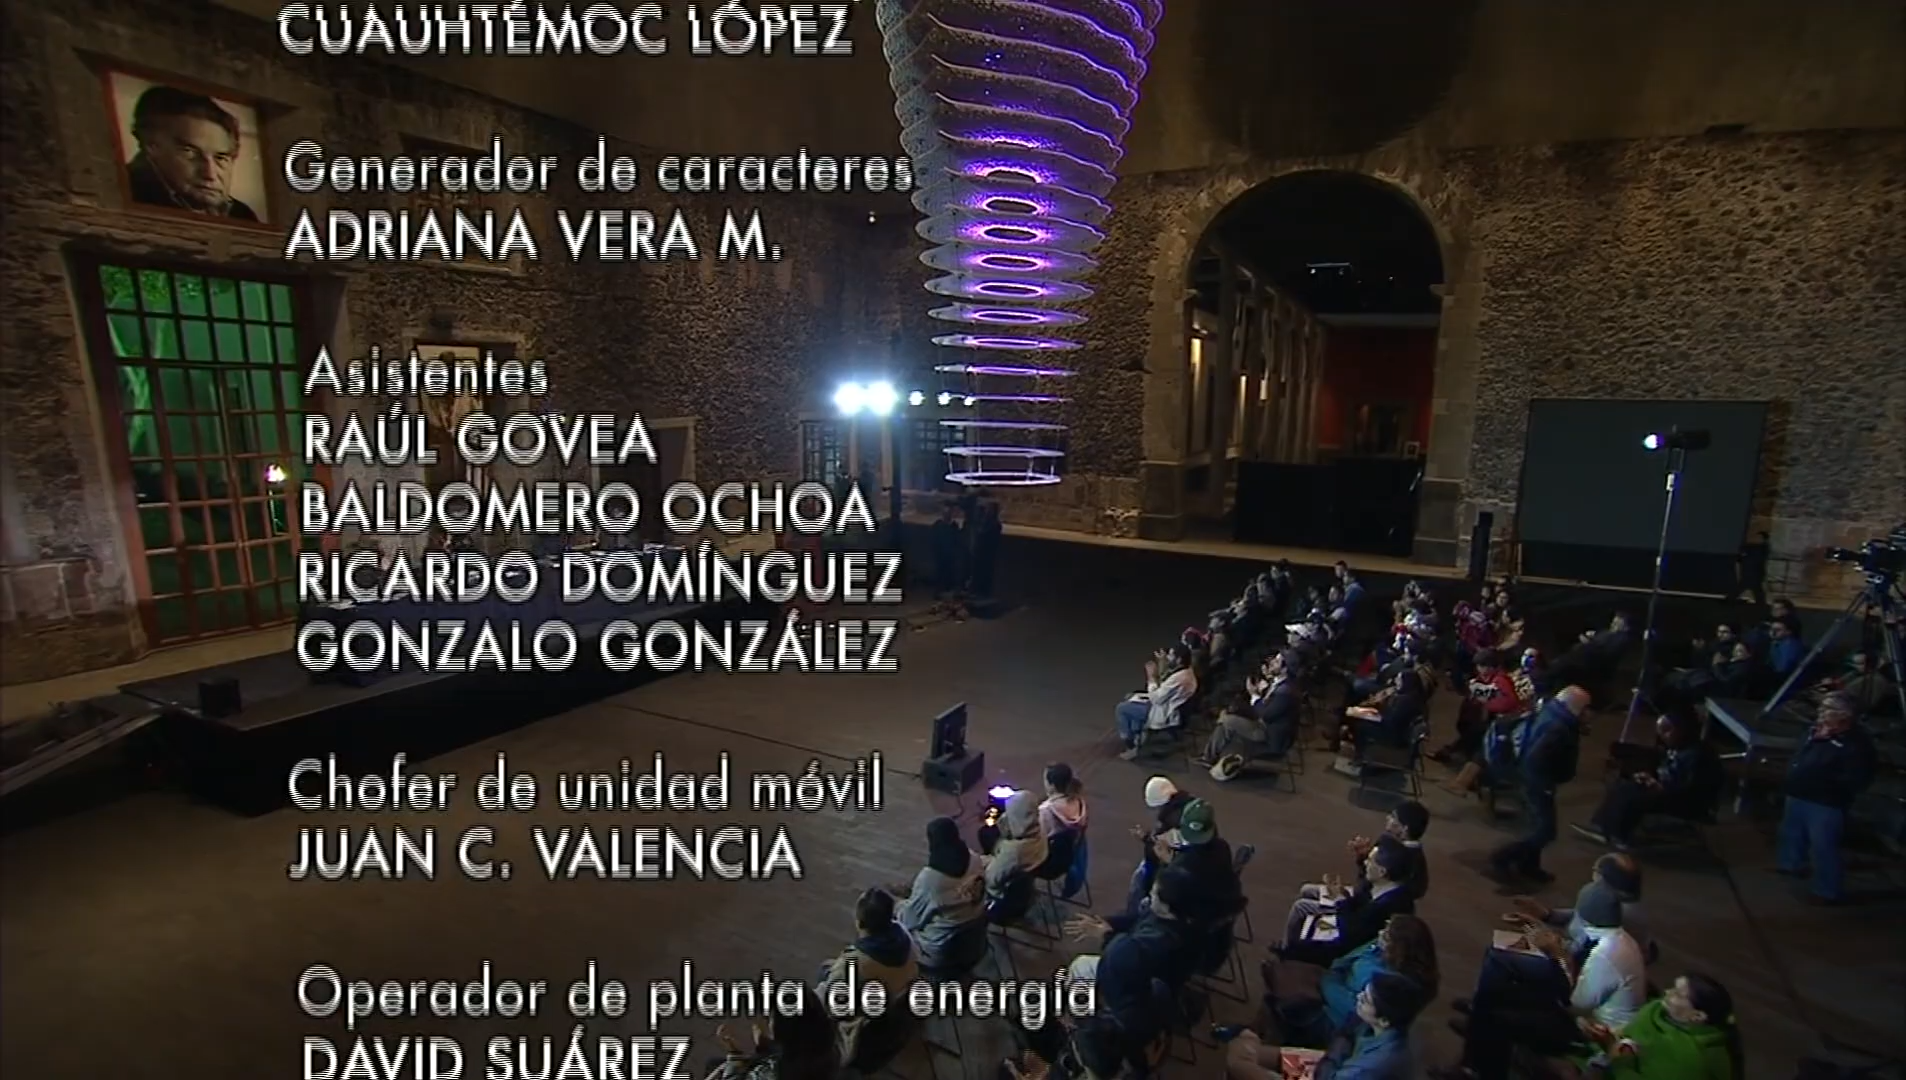 CUAUHTÉMOC LÓPEZ
Generador de caracteres
ADRIANA VERA M.
Asistentes
RAÚL GOVEA
BALDOMERO OCHOA
RICARDO DOMÍNGUEZ
GONZALO GONZÁLEZ
Chofer de unidad móvil
JUAN C. VALENCIA
Operador de planta de energía
DAVID SUÁREZ